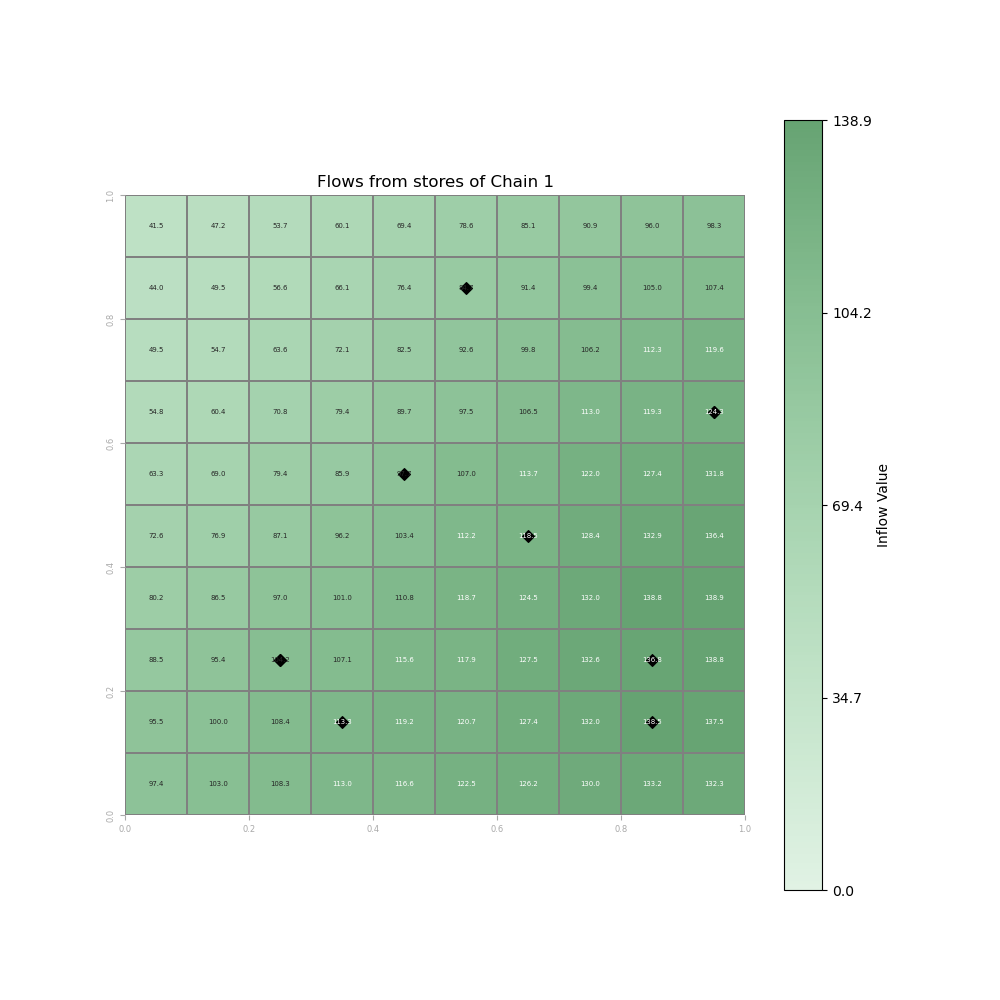 Flows from stores of Chain 1
1.0
41.5 47.2 53.7 60.1 69.4 78.6 85.1 90.9 96.0 98.3
44.0 49.5 56.6 66.1 76.4 91.4 99.4 105.0 107.4
0.8
49.5 54.7 63.6 72.1 82.5 92.6 99.8 106.2 112.3 119.6
54.8 60.4 70.8 79.4 89.7 97.5 106.5 113.0 119.3
0.6
63.3 69.0 79.4 85.9 107.0 113.7 122.0 127.4 131.8
72.6 76.9 87.1 96.2 103.4 112.2 128.4 132.9 136.4
0.4
80.2 86.5 97.0 101.0 110.8 118.7 124.5 132.0 138.8 138.9
88.5 95.4 107.1 115.6 117.9 127.5 132.6 138.8
0.2
95.5 100.0 108.4 119.2 120.7 127.4 132.0 137.5
97.4 103.0 108.3 113.0 116.6 122.5 126.2 130.0 133.2 132.3
0.0
0.0 0.2 0.4 0.6 0.8 1.0
138.9
104.2
69.4
34.7
0.0
Inflow Value